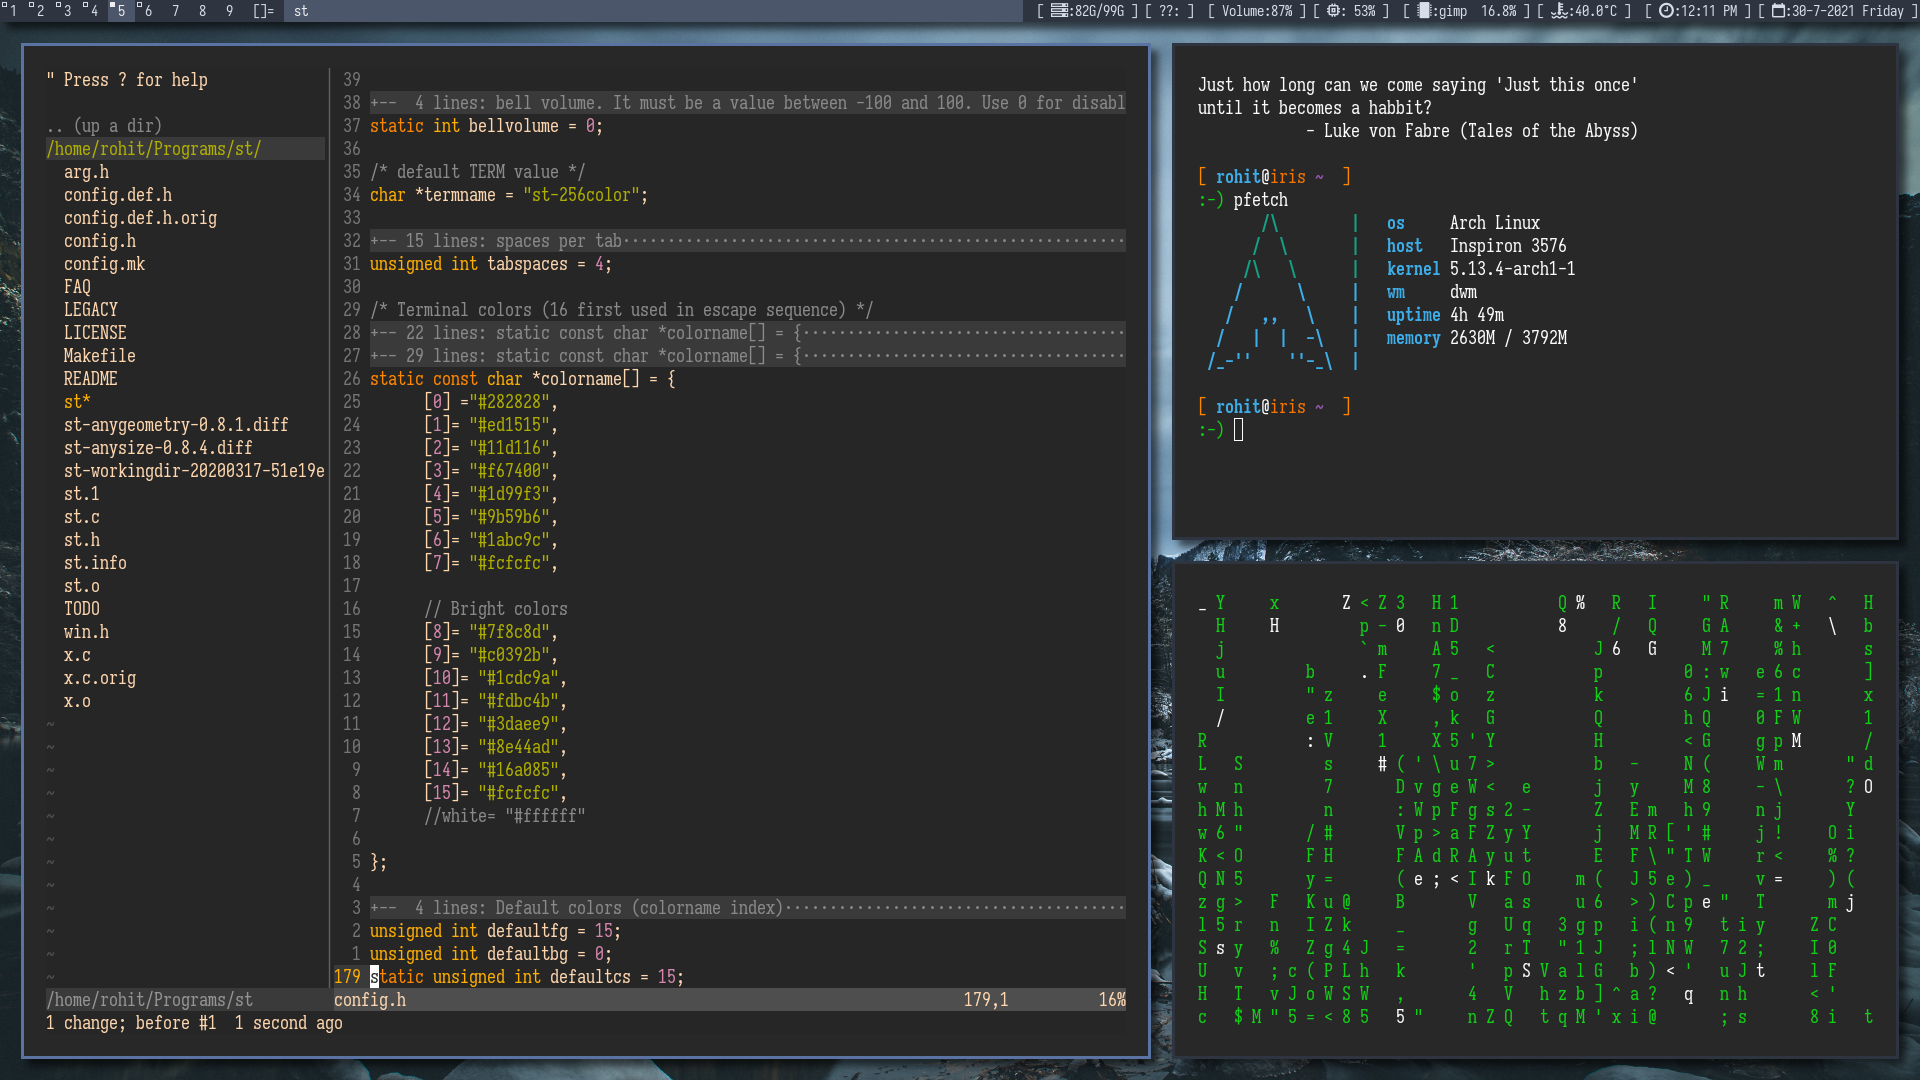 1 2 3 4 5 6 7 8 9 []= st [ :82G/99G ] [ ??: ] [ Volume:87% ] [ : 53% ] [ :gimp 16.8% ] [ :40.0°C ] [ :12:11 PM ] [ :30-7-2021 Friday ]
" Press ? for help
.. (up a dir)
/home/rohit/Programs/st/
arg.h
config.def.h
config.def.h.orig
config.h
config.mk
FAQ
LEGACY
LICENSE
Makefile
README
st*
st-anygeometry-0.8.1.diff
st-anysize-0.8.4.diff
st-workingdir-20200317-51e19e
st.1
st.c
st.h
st.info
st.o
TODO
win.h
x.c
x.c.orig
x.o
~
~
~
~
~
~
~
~
~
~
~
~
/home/rohit/Programs/st
39
38 +-- 4 lines: bell volume. It must be a value between -100 and 100. Use 0 for disabl
37 static int bellvolume = 0;
36
35 /* default TERM value */
34 char *termname = "st-256color";
33
32 +-- 15 lines: spaces per tab
31 unsigned int tabspaces = 4;
30
29 /* Terminal colors (16 first used in escape sequence) */
28 +-- 22 lines: static const char *colorname[] = {
27 +-- 29 lines: static const char *colorname[] = {
26 static const char *colorname[] = {
25 [0] ="#282828",
24 [1]= "#ed1515",
23 [2]= "#11d116",
22 [3]= "#f67400",
21 [4]= "#1d99f3",
20 [5]= "#9b59b6",
19 [6]= "#1abc9c",
18 [7]= "#fcfcfc",
17
16 // Bright colors
15 [8]= "#7f8c8d",
14 [9]= "#c0392b",
13 [10]= "#1cdc9a",
12 [11]= "#fdbc4b",
11 [12]= "#3daee9",
10 [13]= "#8e44ad",
9 [14]= "#16a085",
8 [15]= "#fcfcfc",
7 //white= "#ffffff"
6
5 };
4
3 +-- 4 lines: Default colors (colorname index)
2 unsigned int defaultfg = 15;
1 unsigned int defaultbg = 0;
179 static unsigned int defaultcs = 15;
config.h 179,1 16%
1 change; before #1 1 second ago
Just how long can we come saying 'Just this once'
until it becomes a habbit?
- Luke von Fabre (Tales of the Abyss)
[ rohit@iris ~ ]
:-) pfetch
os Arch Linux
host Inspiron 3576
kernel 5.13.4-arch1-1
wm dwm
uptime 4h 49m
memory 2630M / 3792M
[ rohit@iris ~ ]
:-)